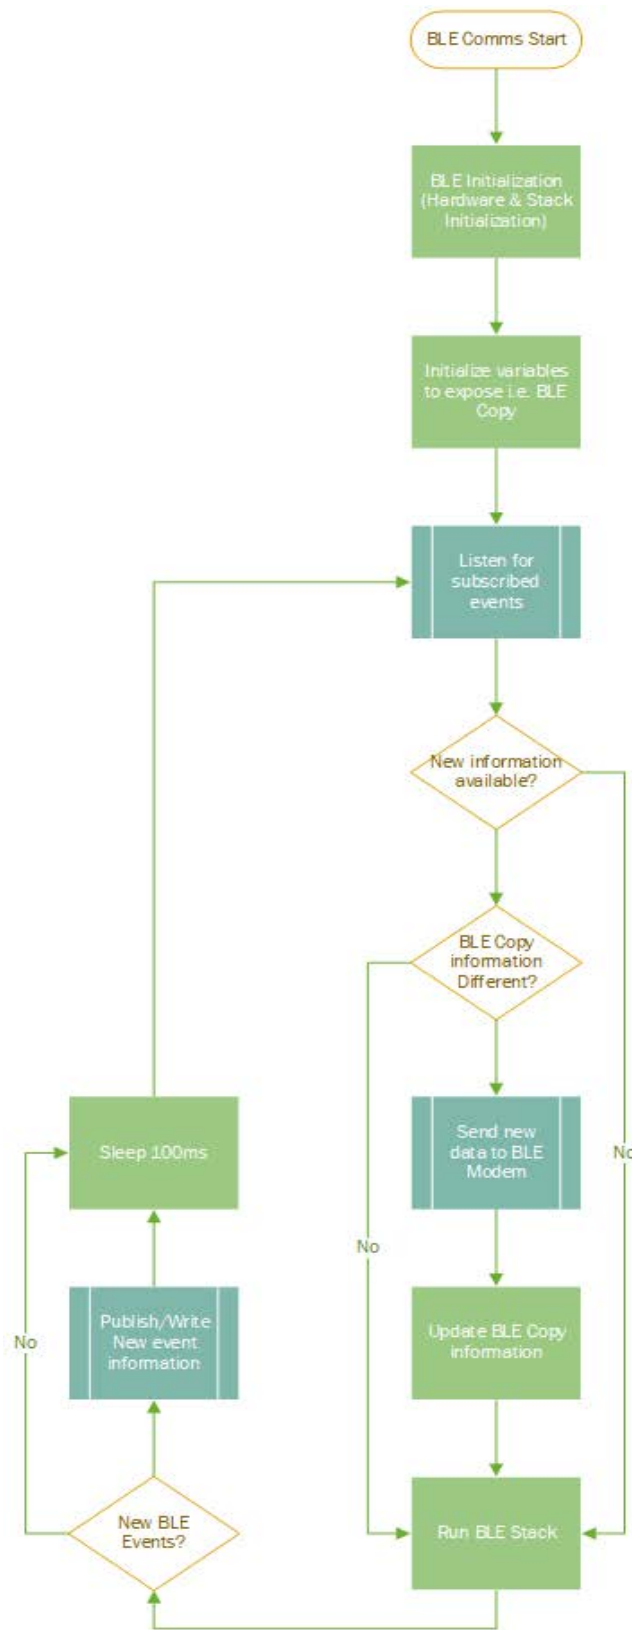 BLE Comms Start
BLE Initialization
(Hardware & Stack
Initialization)
Initialize variables
to expose i.e. BLE
Copy
Listen for
subscribed
events
New information
available?
BLE Copy
information
Different?
Send new
data to BLE
Modem
No
No
Update BLE Copy
information
Run BLE Stack
New BLE
Events?
No
Publish/Write
New event
information
Sleep 100ms